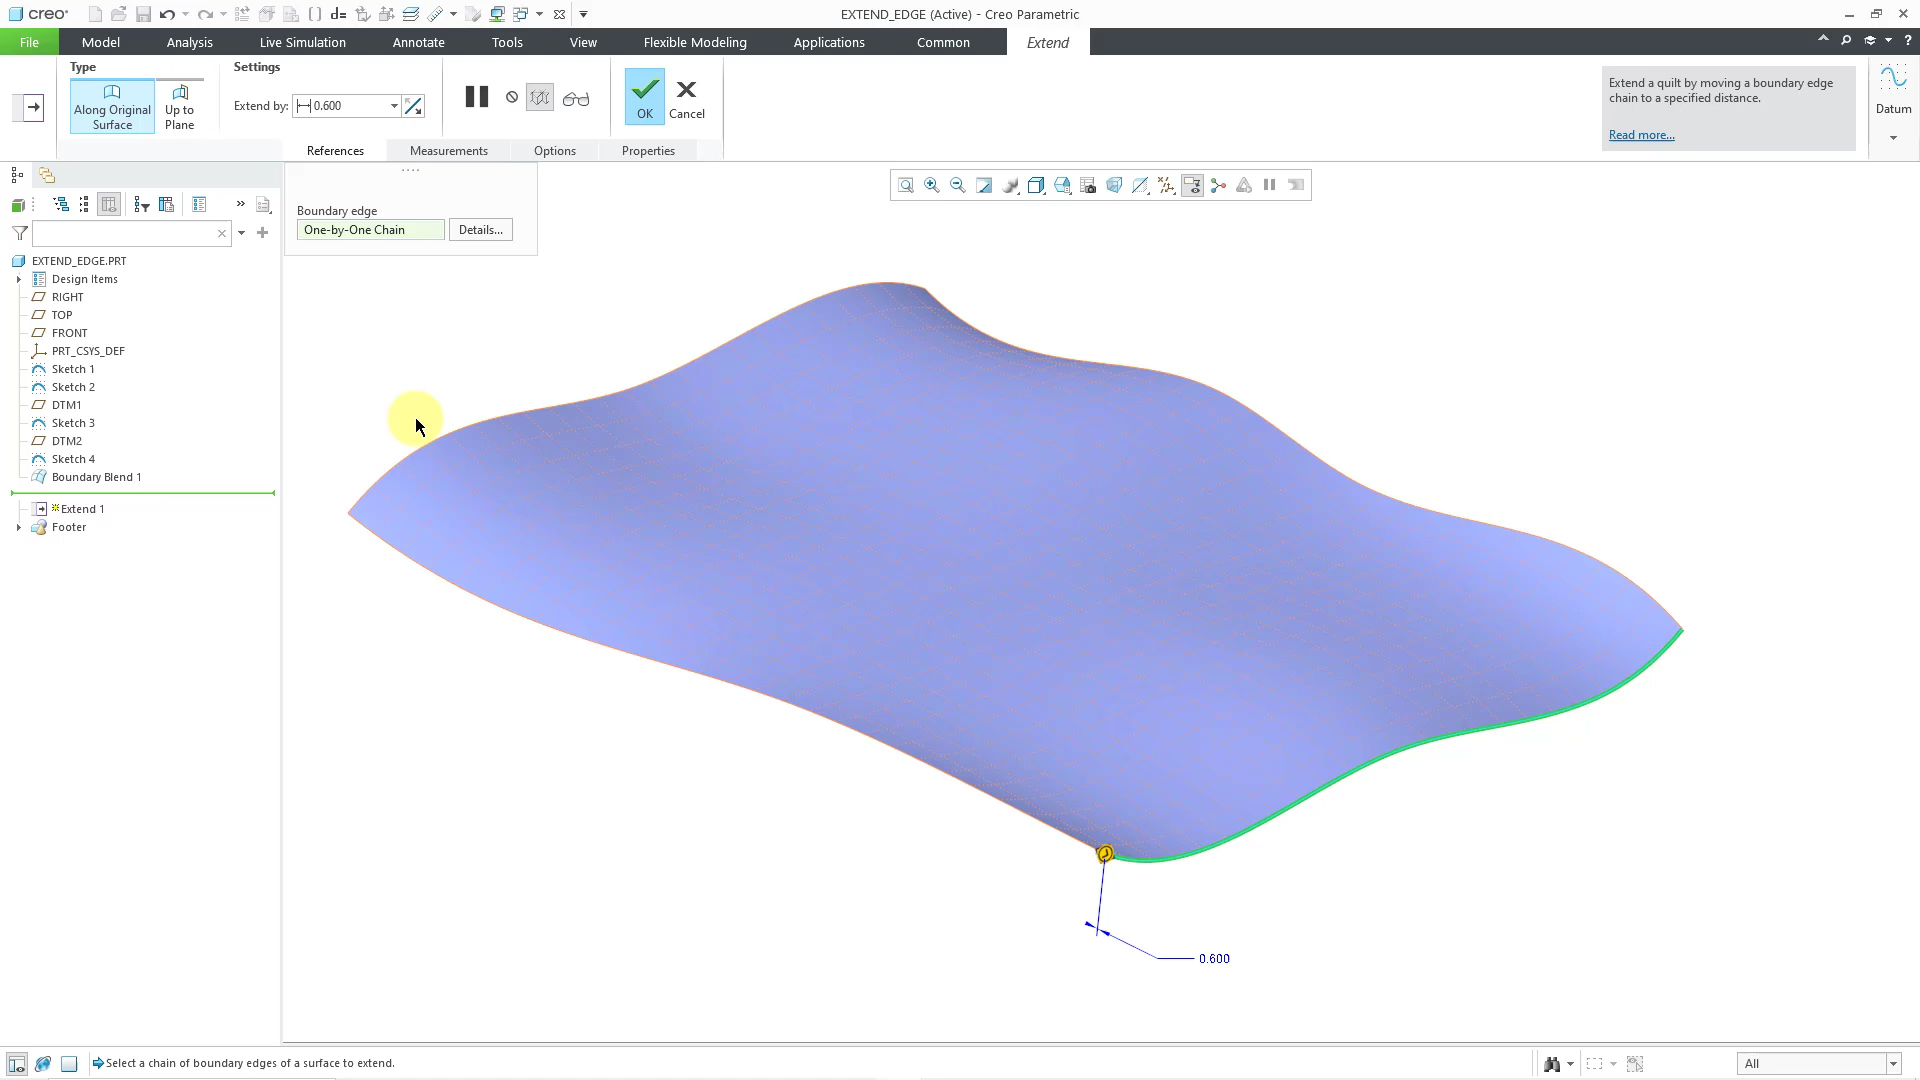 creo
d=
EXTEND_EDGE (Active) - Creo Parametric
File
Model
Analysis
Live Simulation
Annotate
Tools
View
Flexible Modeling
Applications
Common
Extend
?
Type
Settings
Along Original Surface
Up to Plane
Extend by:
0.600
OK
Cancel
Extend a quilt by moving a boundary edge
chain to a specified distance.
Read more...
Datum
References
Measurements
Options
Properties
Boundary edge
One-by-One Chain
Details...
EXTEND_EDGE.PRT
Design Items
RIGHT
TOP
FRONT
PRT_CSYS_DEF
Sketch 1
Sketch 2
DTM1
Sketch 3
DTM2
Sketch 4
Boundary Blend 1
Extend 1
Footer
0.600
Select a chain of boundary edges of a surface to extend.
All